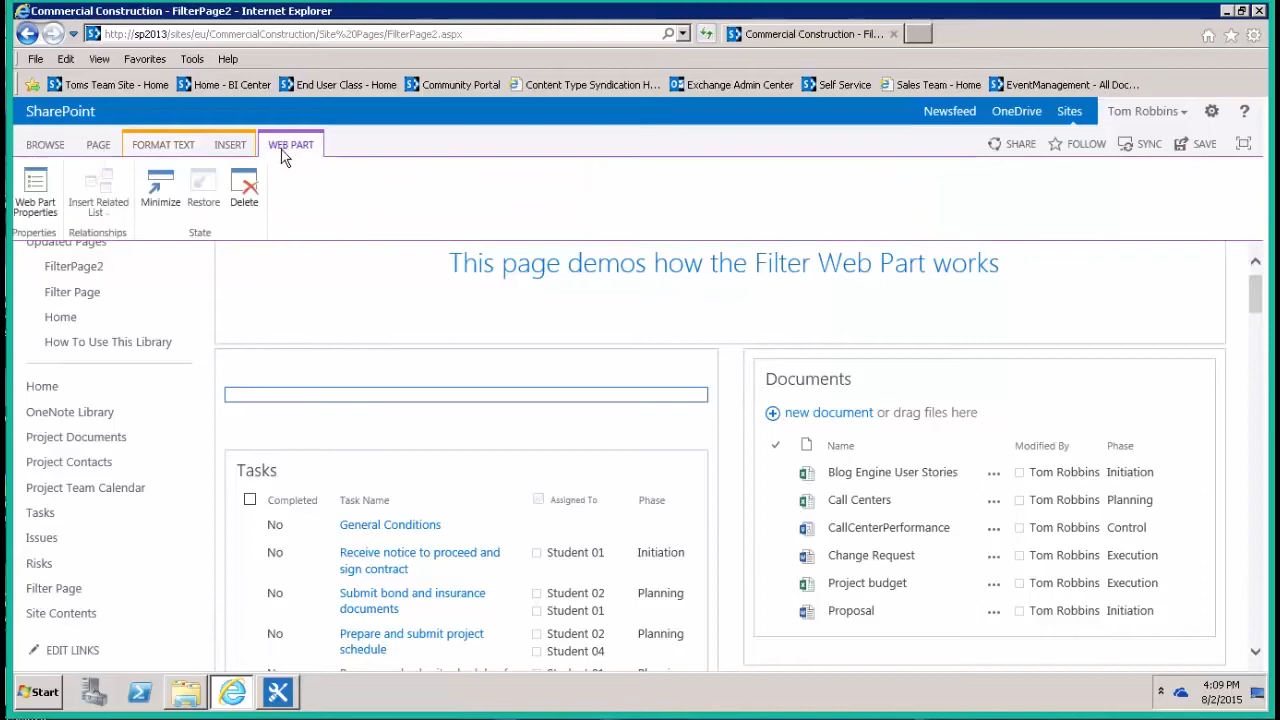 Commercial Construction - FilterPage2 - Internet Explorer
http://sp2013/sites/eu/CommercialConstruction/Site%20Pages/FilterPage2.aspx
Commercial Construction - Fil...
File Edit View Favorites Tools Help
Toms Team Site - Home Home - BI Center End User Class - Home Community Portal Content Type Syndication H... Exchange Admin Center Self Service Sales Team - Home EventManagement - All Doc...
SharePoint Newsfeed OneDrive Sites Tom Robbins ?
BROWSE PAGE FORMAT TEXT INSERT WEB PART SHARE FOLLOW SYNC SAVE
Web Part Properties
Insert Related List
Minimize Restore Delete
Properties Relationships State
Updated Pages
FilterPage2
Filter Page
Home
How To Use This Library
Home
OneNote Library
Project Documents
Project Contacts
Project Team Calendar
Tasks
Issues
Risks
Filter Page
Site Contents
EDIT LINKS
This page demos how the Filter Web Part works
Tasks
Completed Task Name Assigned To Phase
No General Conditions
No Receive notice to proceed and Student 01 Initiation
sign contract
No Submit bond and insurance Student 02 Planning
documents Student 01
No Prepare and submit project Student 02 Planning
schedule Student 04
Documents
new document or drag files here
Name Modified By Phase
Blog Engine User Stories ... Tom Robbins Initiation
Call Centers ... Tom Robbins Planning
CallCenterPerformance ... Tom Robbins Control
Change Request ... Tom Robbins Execution
Project budget ... Tom Robbins Execution
Proposal ... Tom Robbins Initiation
Start
4:09 PM
8/2/2015